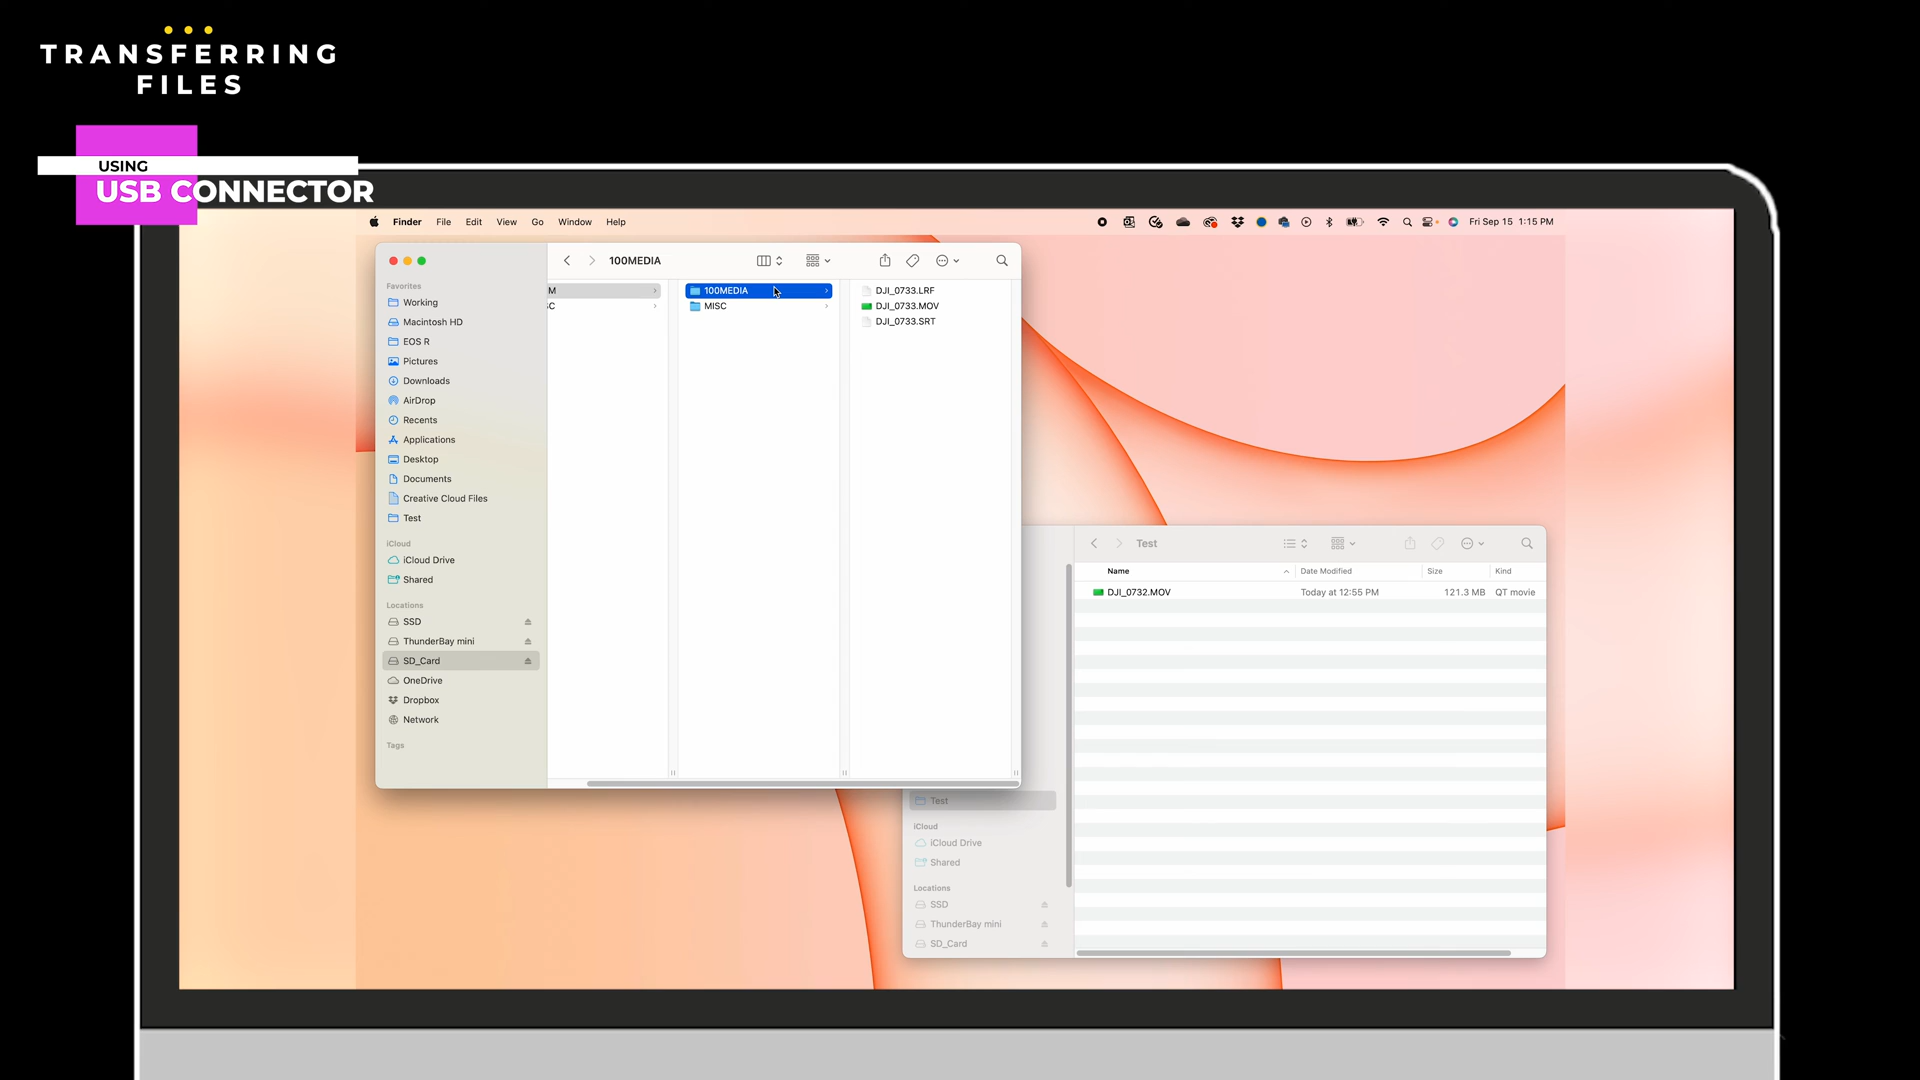 TRANSFERRING
FILES
USING
USB CONNECTOR
Finder File Edit View Go Window Help
Fri Sep 15 1:15 PM
100MEDIA
Favorites
Working
Macintosh HD
EOS R
Pictures
Downloads
AirDrop
Recents
Applications
Desktop
Documents
Creative Cloud Files
Test
iCloud
iCloud Drive
Shared
Locations
SSD
ThunderBay mini
SD_Card
OneDrive
Dropbox
Network
Tags
M
C
100MEDIA
MISC
DJI_0733.LRF
DJI_0733.MOV
DJI_0733.SRT
Test
Name Date Modified Size Kind
DJI_0732.MOV Today at 12:55 PM 121.3 MB QT movie
Test
iCloud
iCloud Drive
Shared
Locations
SSD
ThunderBay mini
SD_Card